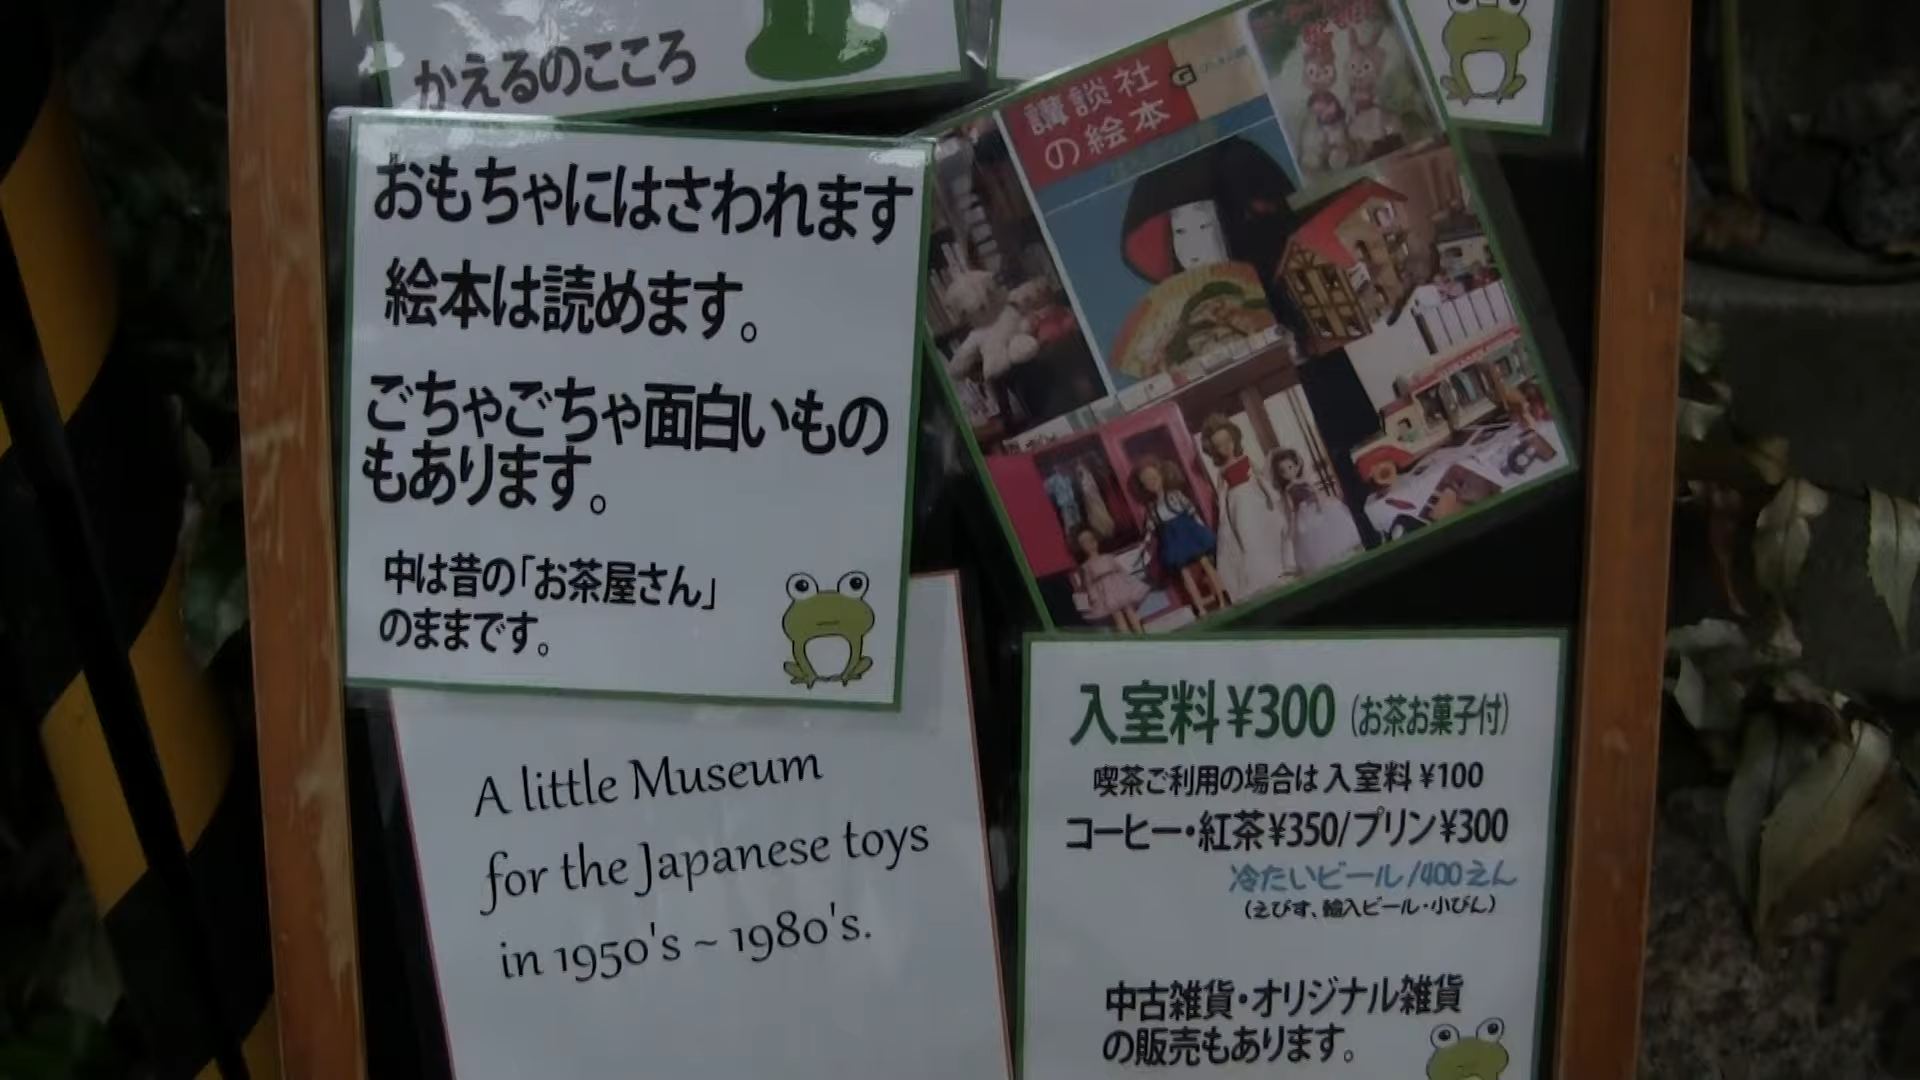 かえるのこころ
おもちゃにはさわれます
絵本は読めます。
ごちゃごちゃ面白いもの
もあります。
中は昔の「お茶屋さん」
のままです。
講談社
の絵本
A little Museum
for the Japanese toys
in 1950's ~ 1980's.
入室料¥300（お茶お菓子付）
喫茶ご利用の場合は入室料¥100
コーヒー・紅茶¥350/プリン¥300
冷たいビール/400えん
（えびす、輸入ビール・小びん）
中古雑貨・オリジナル雑貨
の販売もあります。